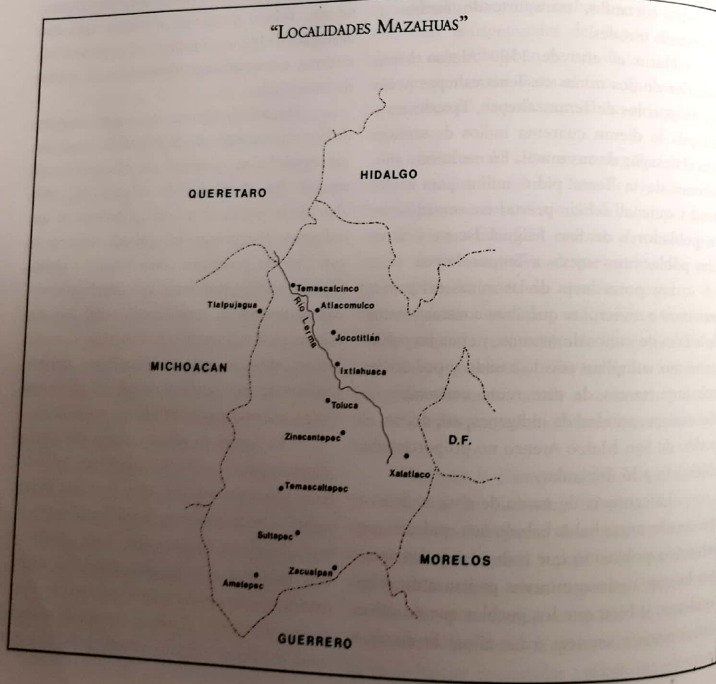 “LOCALIDADES MAZAHUAS”
HIDALGO
QUERETARO
Temascalcinco
Tlalpujagua
Atlacomulco
Río Lerma
Jocotitlán
Ixtlahuaca
MICHOACAN
Toluca
Zinacantepec
D.F.
Xalatlaco
Temascaltepec
Sultepec
MORELOS
Zacualpan
Amatepec
GUERRERO